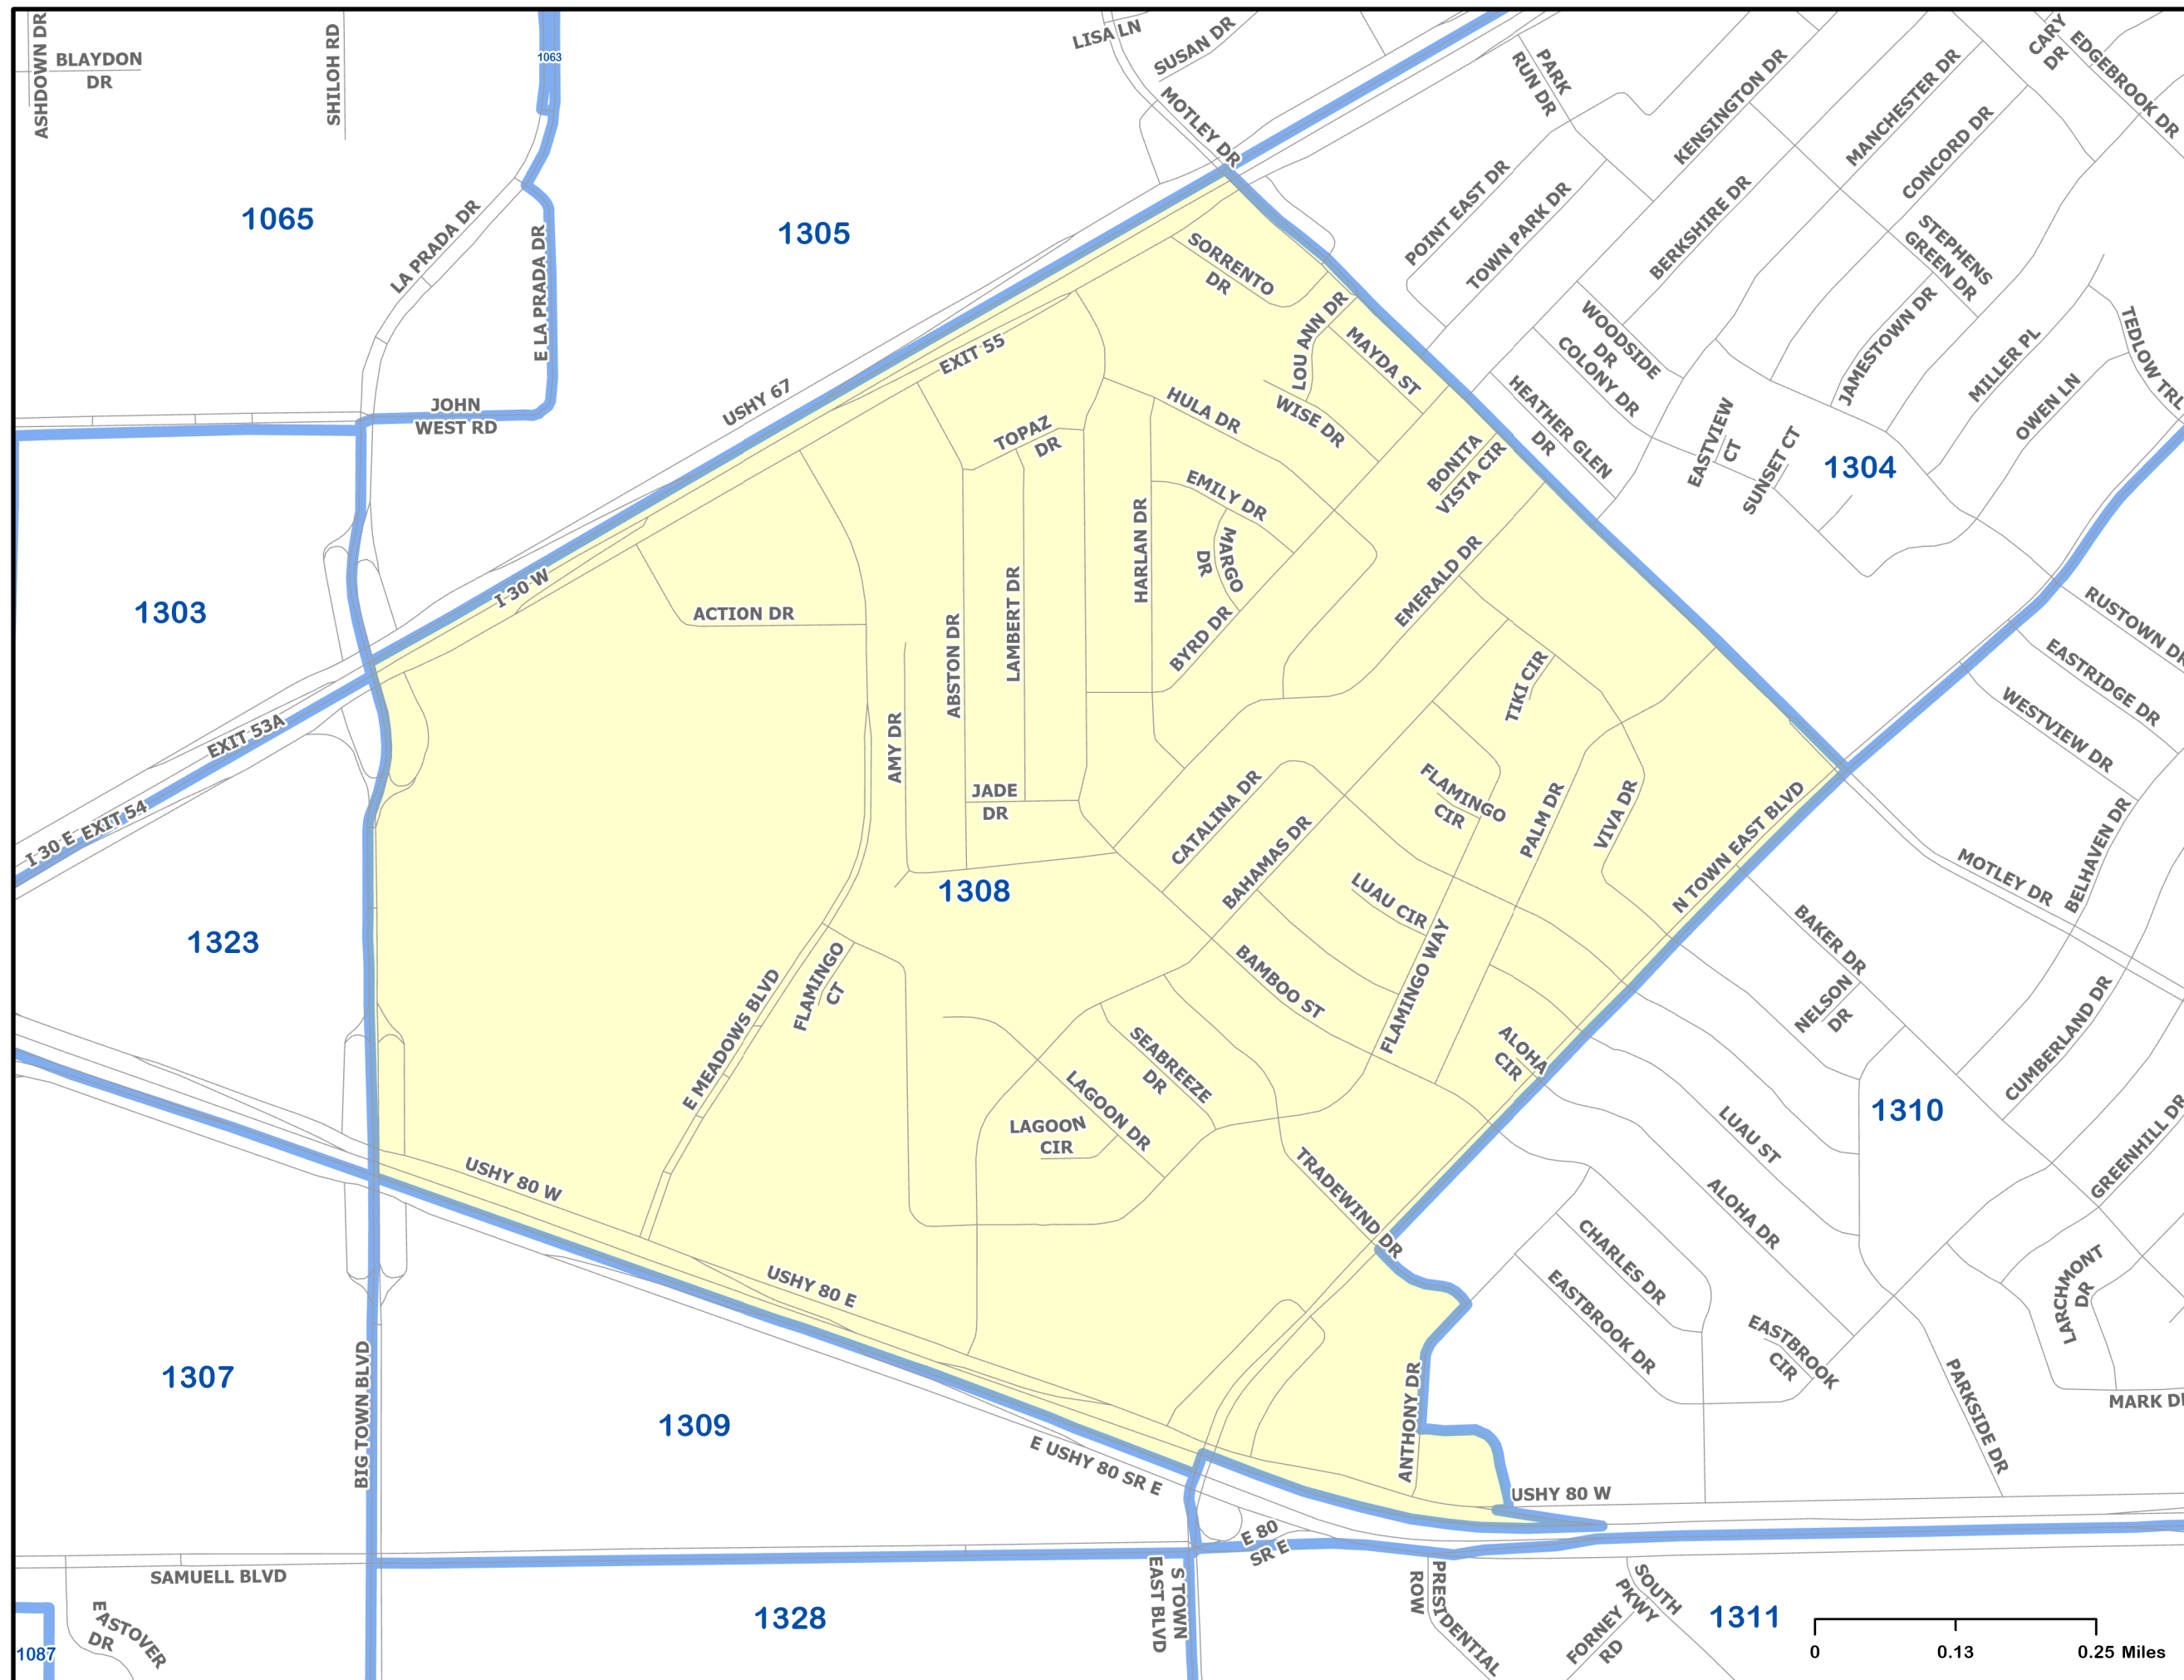 ASHDOWN DR
BLAYDON
DR
SHILOH RD
1063
LISA LN
SUSAN DR
MOTLEY DR
PARK
RUN DR
KENSINGTON DR
MANCHESTER DR
CARY
DR
EDGEBROOK DR
CONCORD DR
1065
LA PRADA DR
E LA PRADA DR
1305
POINT EAST DR
TOWN PARK DR
BERKSHIRE DR
STEPHENS
GREEN DR
SORRENTO
DR
LOU ANN DR
MAYDA ST
WOODSIDE
DR
COLONY DR
JAMESTOWN DR
MILLER PL
OWEN LN
TEDLOW TRL
JOHN
WEST RD
USHY 67
EXIT 55
HULA DR
WISE DR
HEATHER GLEN
DR
EASTVIEW
CT
SUNSET CT
1304
TOPAZ
DR
EMILY DR
BONITA
VISTA CIR
MARGO
DR
HARLAN DR
EMERALD DR
1303
I 30 W
ACTION DR
ABSTON DR
LAMBERT DR
BYRD DR
RUSTOWN DR
EASTRIDGE DR
WESTVIEW DR
TIKI CIR
EXIT 53A
AMY DR
JADE
DR
CATALINA DR
BAHAMAS DR
FLAMINGO
CIR
PALM DR
VIVA DR
N TOWN EAST BLVD
BELHAVEN DR
I 30 E
EXIT 54
1308
LUAU CIR
MOTLEY DR
1323
E MEADOWS BLVD
FLAMINGO
CT
BAMBOO ST
FLAMINGO WAY
BAKER DR
NELSON
DR
CUMBERLAND DR
ALOHA
CIR
SEABREEZE
DR
LAGOON DR
LAGOON
CIR
1310
LUAU ST
GREENHILL DR
USHY 80 W
TRADEWIND DR
ALOHA DR
CHARLES DR
EASTBROOK DR
EASTBROOK
CIR
LARCHMONT
DR
USHY 80 E
1307
BIG TOWN BLVD
1309
E USHY 80 SR E
ANTHONY DR
PARKSIDE DR
MARK DR
USHY 80 W
E 80
SR E
SAMUELL BLVD
EASTOVER
DR
1087
1328
S TOWN
EAST BLVD
PRESIDENTIAL
ROW
SOUTH
PKWY
FORNEY
RD
1311
0
0.13
0.25 Miles